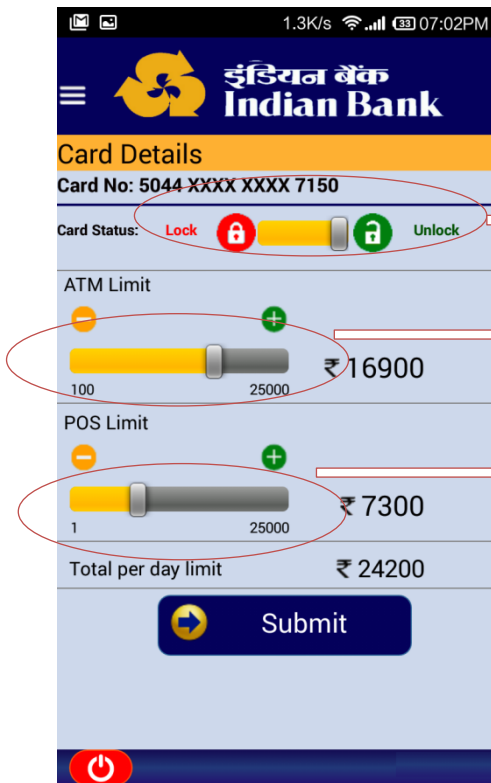 1.3K/s 33 07:02PM
इंडियन बैंक
Indian Bank
Card Details
Card No: 5044 XXXX XXXX 7150
Card Status: Lock Unlock
ATM Limit
₹ 16900
100 25000
POS Limit
₹ 7300
1 25000
Total per day limit ₹ 24200
Submit